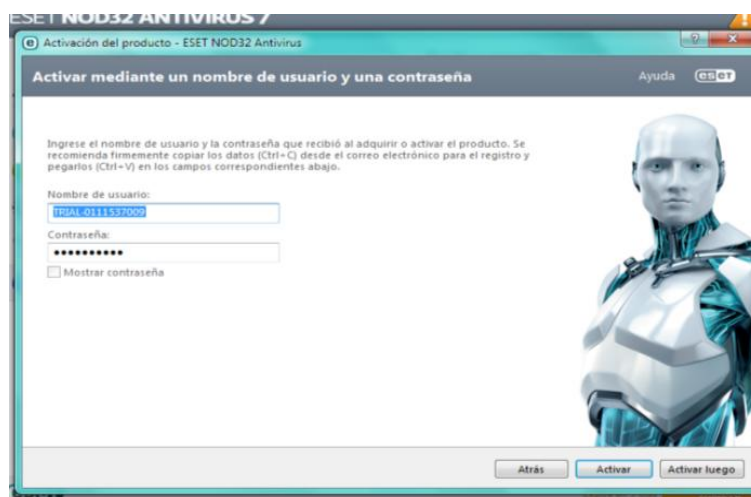 ESET NOD32 ANTIVIRUS 7
Activación del producto - ESET NOD32 Antivirus
Activar mediante un nombre de usuario y una contraseña
Ayuda
eset
Ingrese el nombre de usuario y la contraseña que recibió al adquirir o activar el producto. Se
recomienda firmemente copiar los datos (Ctrl+C) desde el correo electrónico para el registro y
pegarlos (Ctrl+V) en los campos correspondientes abajo.
Nombre de usuario:
TRIAL-0111537009
Contraseña:
••••••••••
Mostrar contraseña
Atrás
Activar
Activar luego